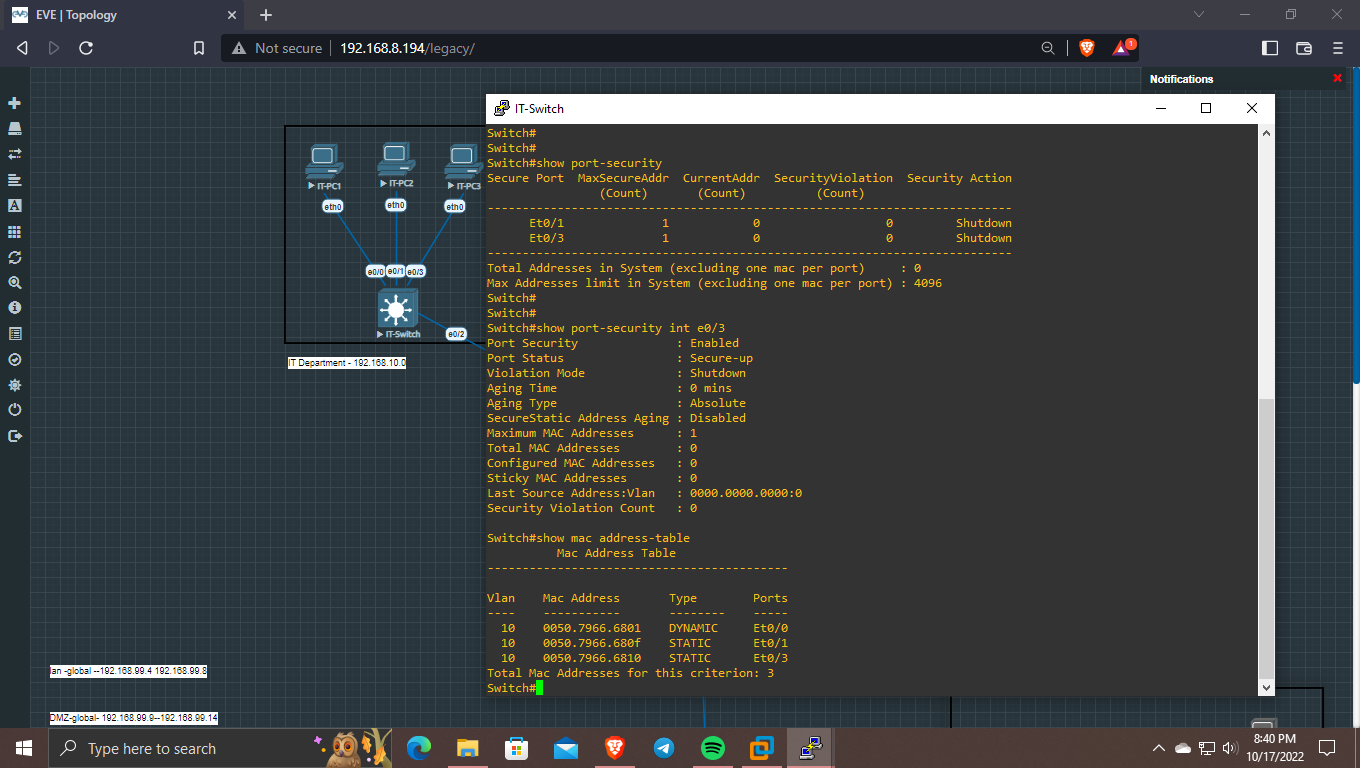 EVE | Topology
Not secure
192.168.8.194/legacy/
1
Notifications
IT-PC1
IT-PC2
IT-PC3
eth0
eth0
eth0
e0/0
e0/1
e0/3
IT-Switch
e0/2
IT Department - 192.168.10.0
lan -global --192.168.99.4 192.168.99.8
DMZ-global- 192.168.99.9--192.168.99.14
IT-Switch
Switch#
Switch#
Switch#show port-security
Secure Port  MaxSecureAddr  CurrentAddr  SecurityViolation  Security Action
(Count)       (Count)          (Count)
---------------------------------------------------------------------------
Et0/1              1            0                  0         Shutdown
Et0/3              1            0                  0         Shutdown
---------------------------------------------------------------------------
Total Addresses in System (excluding one mac per port)     : 0
Max Addresses limit in System (excluding one mac per port) : 4096
Switch#
Switch#
Switch#show port-security int e0/3
Port Security              : Enabled
Port Status                : Secure-up
Violation Mode             : Shutdown
Aging Time                 : 0 mins
Aging Type                 : Absolute
SecureStatic Address Aging : Disabled
Maximum MAC Addresses      : 1
Total MAC Addresses        : 0
Configured MAC Addresses   : 0
Sticky MAC Addresses       : 0
Last Source Address:Vlan   : 0000.0000.0000:0
Security Violation Count   : 0
Switch#show mac address-table
Mac Address Table
-------------------------------------------
Vlan    Mac Address       Type        Ports
----    -----------       --------    -----
10    0050.7966.6801    DYNAMIC     Et0/0
10    0050.7966.680f    STATIC      Et0/1
10    0050.7966.6810    STATIC      Et0/3
Total Mac Addresses for this criterion: 3
Switch#
Type here to search
8:40 PM
10/17/2022